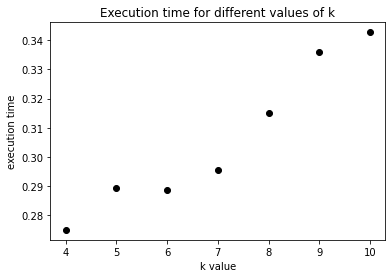 Execution time for different values of k
0.34
0.33
0.32
0.31
0.30
0.29
0.28
execution time
4 5 6 7 8 9 10
k value